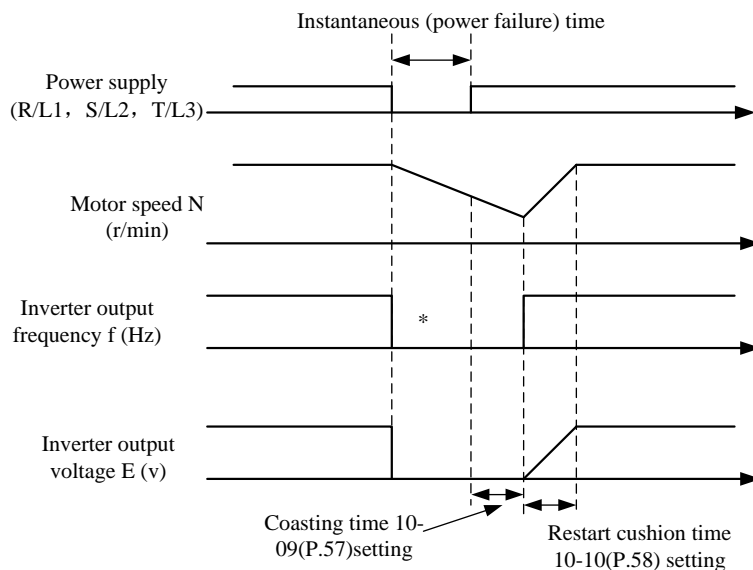 Instantaneous (power failure) time
Power supply
(R/L1，S/L2，T/L3)
Motor speed N
(r/min)
Inverter output
frequency f (Hz)
*
Inverter output
voltage E (v)
Coasting time 10-
09(P.57)setting
Restart cushion time
10-10(P.58) setting